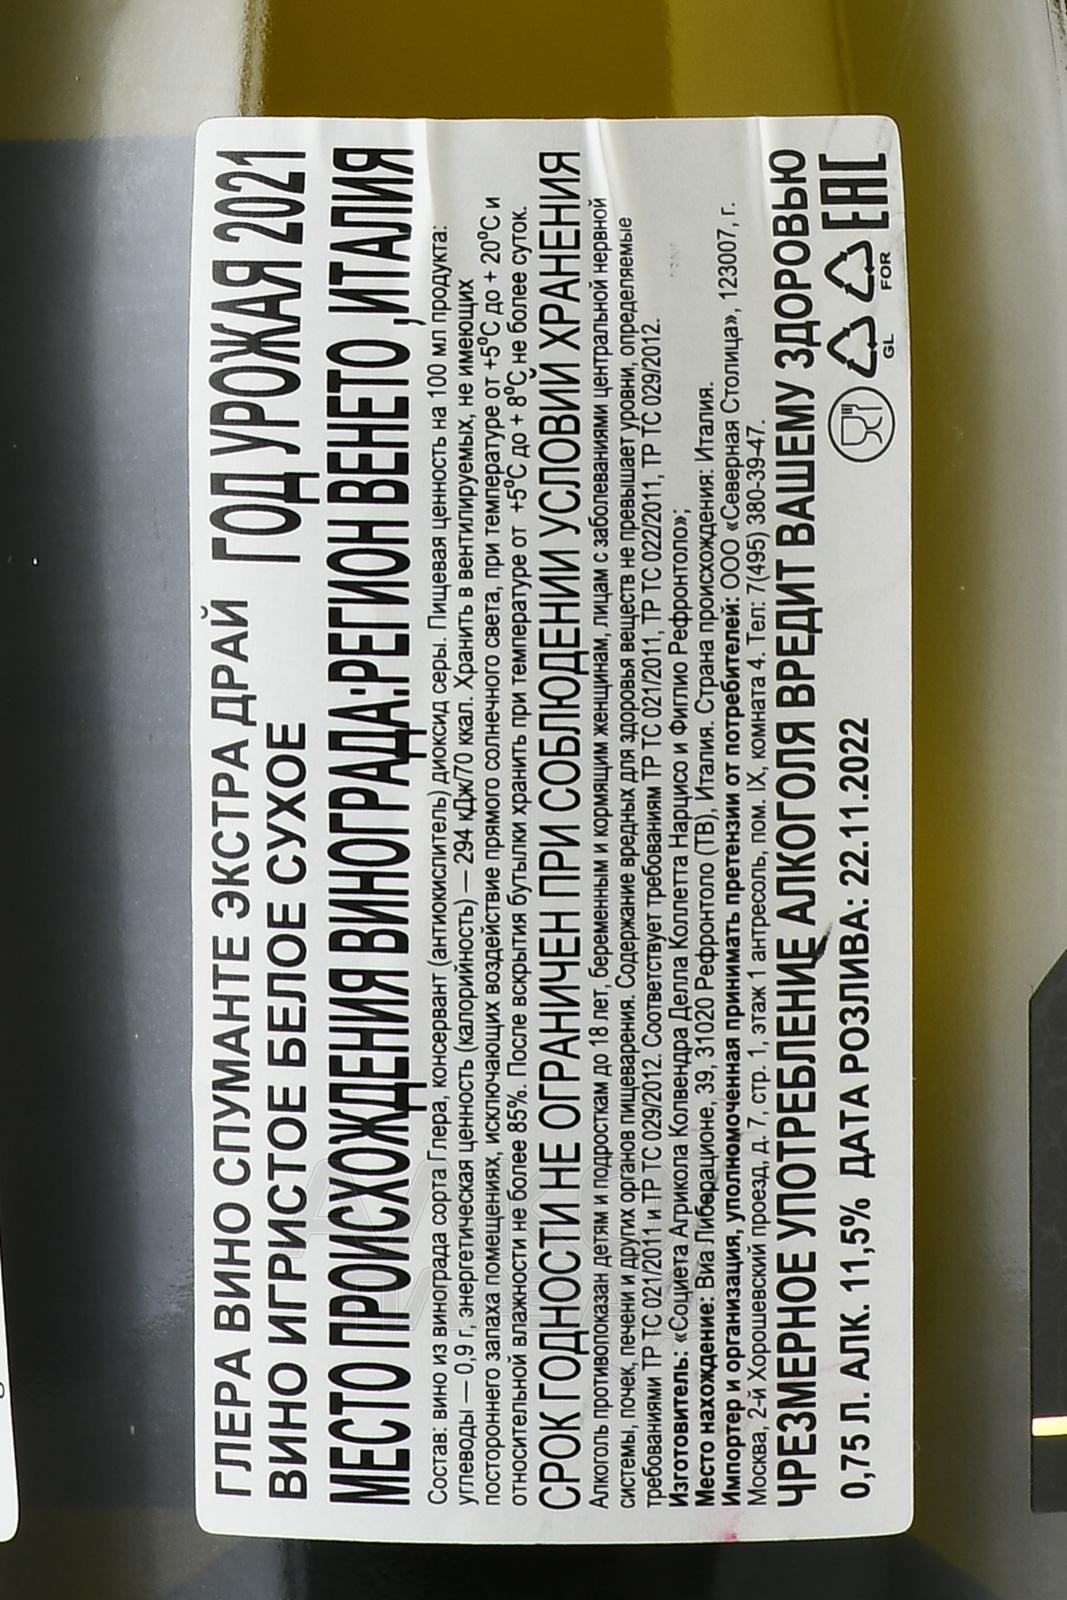 ГЛЕРА ВИНО СПУМАНТЕ ЭКСТРА ДРАЙ
ВИНО ИГРИСТОЕ БЕЛОЕ СУХОЕ
ГОД УРОЖАЯ 2021
МЕСТО ПРОИСХОЖДЕНИЯ ВИНОГРАДА:РЕГИОН ВЕНЕТО ,ИТАЛИЯ
Состав: вино из винограда сорта Глера, консервант (антиокислитель) диоксид серы. Пищевая ценность на 100 мл продукта:
углеводы — 0,9 г, энергетическая ценность (калорийность) — 294 кДж/70 ккал. Хранить в вентилируемых, не имеющих
постороннего запаха помещениях, исключающих воздействие прямого солнечного света, при температуре от +5⁰С до + 20⁰С и
относительной влажности не более 85%. После вскрытия бутылки хранить при температуре от +5⁰С до + 8⁰С не более суток.
СРОК ГОДНОСТИ НЕ ОГРАНИЧЕН ПРИ СОБЛЮДЕНИИ УСЛОВИЙ ХРАНЕНИЯ
Алкоголь противопоказан детям и подросткам до 18 лет, беременным и кормящим женщинам, лицам с заболеваниями центральной нервной
системы, почек, печени и других органов пищеварения. Содержание вредных для здоровья веществ не превышает уровни, определяемые
требованиями ТР ТС 021/2011 и ТР ТС 029/2012. Соответствует требованиям ТР ТС 021/2011, ТР ТС 022/2011, ТР ТС 029/2012.
Изготовитель: «Социета Агрикола Колвендра Делла Коллетта Нарцисо и Филио Рефронтоло»;
Место нахождение: Виа Либерационе, 39, 31020 Рефронтоло (ТВ), Италия. Страна происхождения: Италия.
Импортер и организация, уполномоченная принимать претензии от потребителей: ООО «Северная Столица», 123007, г.
Москва, 2-й Хорошевский проезд, д. 7, стр. 1, этаж 1 антресоль, пом. IX, комната 4. Тел: 7(495) 380-39-47.
ЧРЕЗМЕРНОЕ УПОТРЕБЛЕНИЕ АЛКОГОЛЯ ВРЕДИТ ВАШЕМУ ЗДОРОВЬЮ
0,75 Л. АЛК. 11,5% ДАТА РОЗЛИВА: 22.11.2022
GL FOR EAC